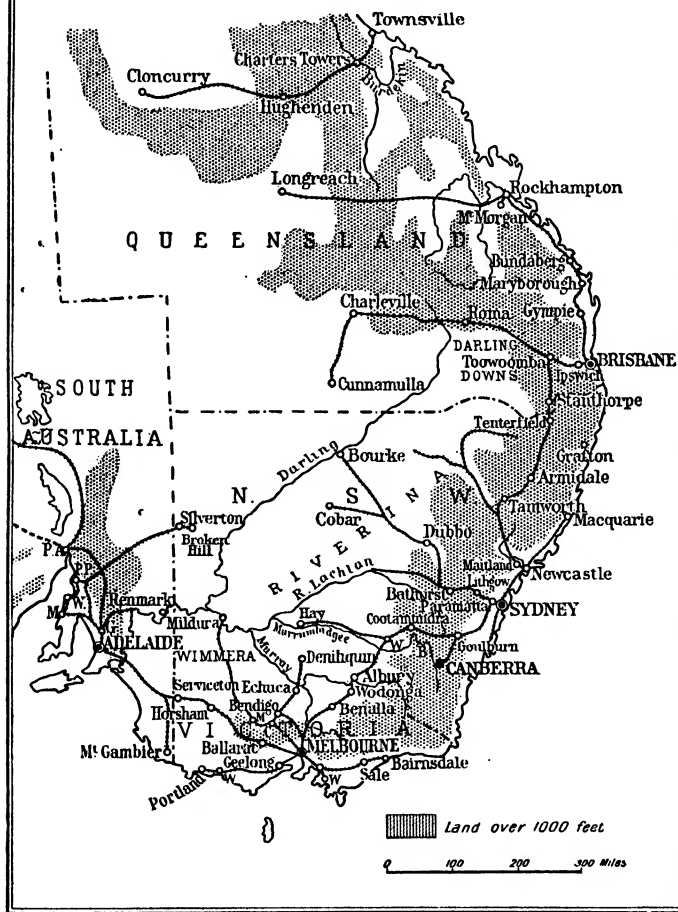 Townsville
Charters Towers
Cloncurry
Burdekin
Hughenden
Longreach
Rockhampton
Mt Morgan
QUEENSLAND
Bundaberg
Maryborough
Charleville
Roma
Gympie
DARLING
DOWNS
Toowoomba
BRISBANE
Ipswich
Cunnamulla
Stanthorpe
SOUTH
AUSTRALIA
Tenterfield
Grafton
Darling
Bourke
Armidale
N. S. W.
Tamworth
Macquarie
Silverton
Broken
Hill
Cobar
Dubbo
RIVERINA
R. Lachlan
Maitland
Newcastle
Lithgow
P.A.
P.P.
W.
M.
Bathurst
Paramatta
SYDNEY
Renmark
Mildura
Hay
Cootamundra
Murrumbidgee
W
Goulburn
ADELAIDE
WIMMERA
Murray
Deniliquin
CANBERRA
Albury
Wodonga
Serviceton
Echuca
Horsham
Bendigo
M
Benalla
VICTORIA
Ballarat
MELBOURNE
Mt. Gambier
Geelong
Bairnsdale
Portland
W
W
Sale
Land over 1000 feet
0 100 200 300 Miles